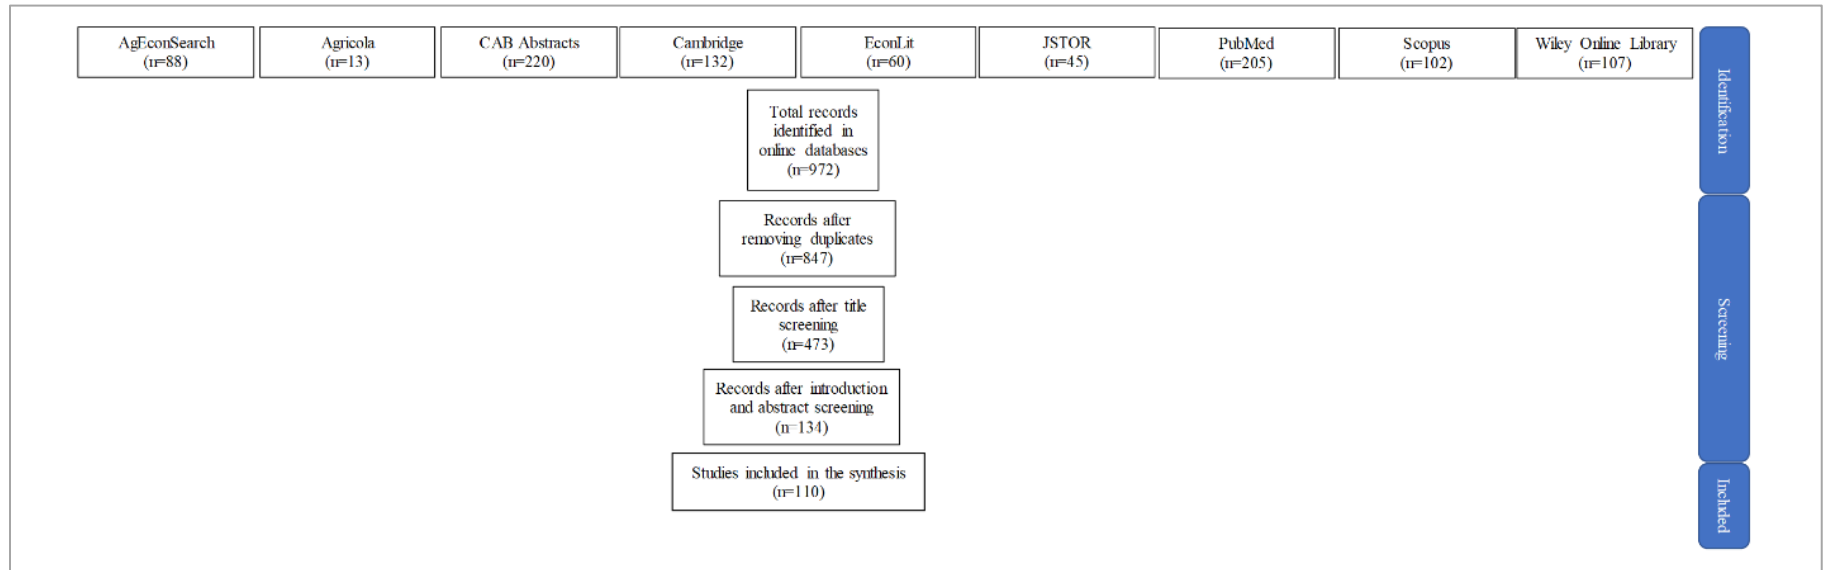 AgEconSearch
(n=88)
Agricola
(n=13)
CAB Abstracts
(n=220)
Cambridge
(n=132)
EconLit
(n=60)
JSTOR
(n=45)
PubMed
(n=205)
Scopus
(n=102)
Wiley Online Library
(n=107)
Identification
Total records
identified in
online databases
(n=972)
Records after
removing duplicates
(n=847)
Screening
Records after title
screening
(n=473)
Records after introduction
and abstract screening
(n=134)
Studies included in the synthesis
(n=110)
Included